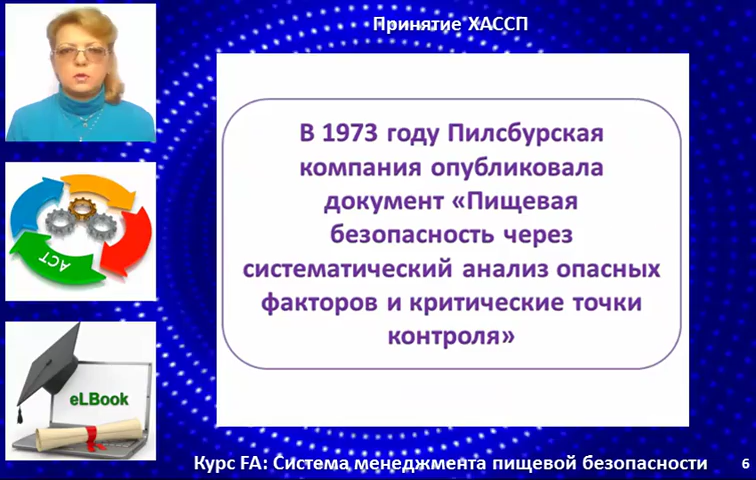 Принятие ХАССП
В 1973 году Пилсбурская
компания опубликовала
документ «Пищевая
безопасность через
систематический анализ опасных
факторов и критические точки
контроля»
ACT
eLBook
Курс FA: Система менеджмента пищевой безопасности
6